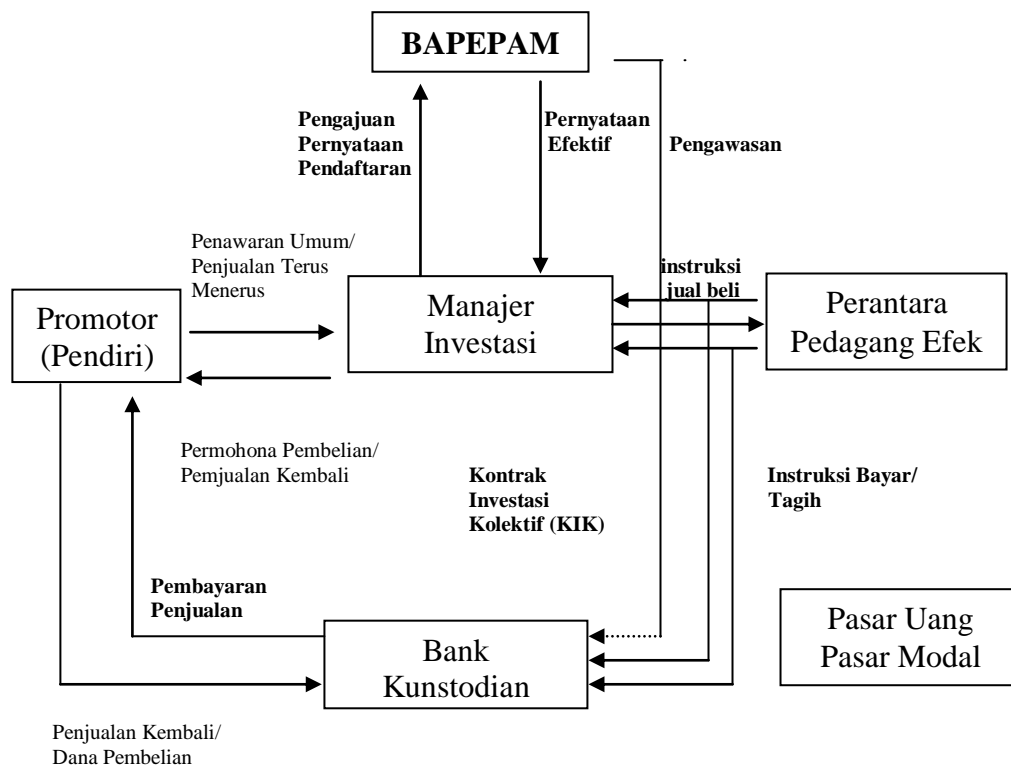 BAPEPAM
Pengajuan
Pernyataan
Pendaftaran
Pernyataan
Efektif
Pengawasan
Penawaran Umum/
Penjualan Terus
Menerus
instruksi
jual beli
Promotor
(Pendiri)
Manajer
Investasi
Perantara
Pedagang Efek
Permohona Pembelian/
Pemjualan Kembali
Kontrak
Investasi
Kolektif (KIK)
Instruksi Bayar/
Tagih
Pembayaran
Penjualan
Bank
Kunstodian
Pasar Uang
Pasar Modal
Penjualan Kembali/
Dana Pembelian